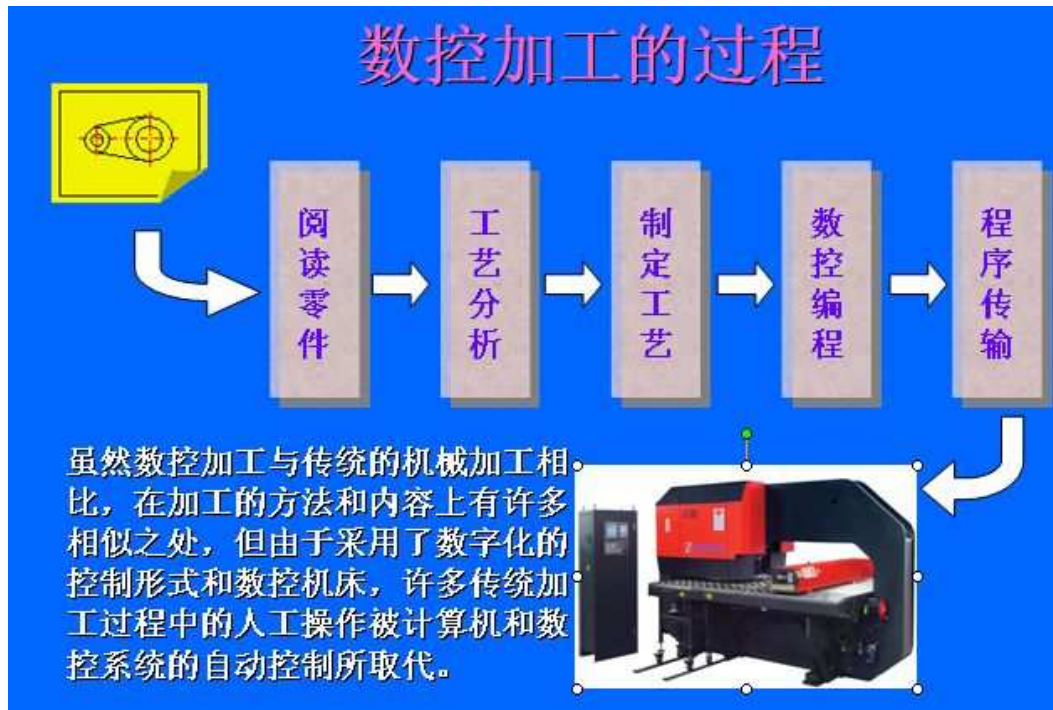 数控加工的过程
阅读零件
工艺分析
制定工艺
数控编程
程序传输
虽然数控加工与传统的机械加工相
比，在加工的方法和内容上有许多
相似之处，但由于采用了数字化的
控制形式和数控机床，许多传统加
工过程中的人工操作被计算机和数
控系统的自动控制所取代。